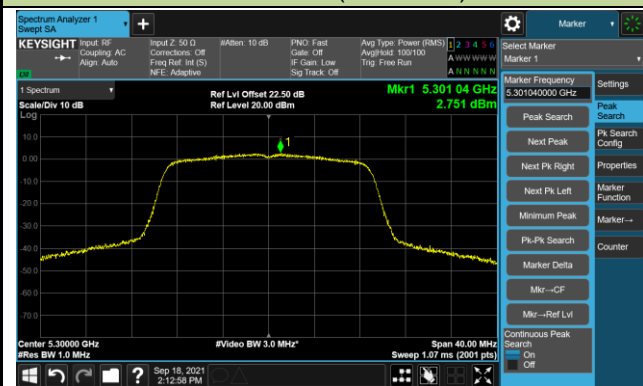 Spectrum Analyzer 1
Swept SA
Marker
KEYSIGHT
Input: RF
Coupling: AC
Align: Auto
Input Z: 50 Ω
Corrections: Off
Freq Ref: Int (S)
NFE: Adaptive
#Atten: 10 dB
PNO: Fast
Gate: Off
IF Gain: Low
Sig Track: Off
Avg Type: Power (RMS)
Avg|Hold: 100/100
Trig: Free Run
1 2 3 4 5 6
A W W W W W
A N N N N N
Select Marker
Marker 1
1 Spectrum
Scale/Div 10 dB
Log
Ref Lvl Offset 22.50 dB
Ref Level 20.00 dBm
Mkr1 5.301 04 GHz
2.751 dBm
10.0
0.00
-10.0
-20.0
-30.0
-40.0
-50.0
-60.0
-70.0
1
Center 5.30000 GHz
#Res BW 1.0 MHz
#Video BW 3.0 MHz*
Span 40.00 MHz
Sweep 1.07 ms (2001 pts)
Marker Frequency
5.301040000 GHz
Peak Search
Next Peak
Next Pk Right
Next Pk Left
Minimum Peak
Pk-Pk Search
Marker Delta
Mkr→CF
Mkr→Ref Lvl
Continuous Peak
Search
On
Off
Settings
Peak
Search
Pk Search
Config
Properties
Marker
Function
Marker→
Counter
Sep 18, 2021
2:12:58 PM